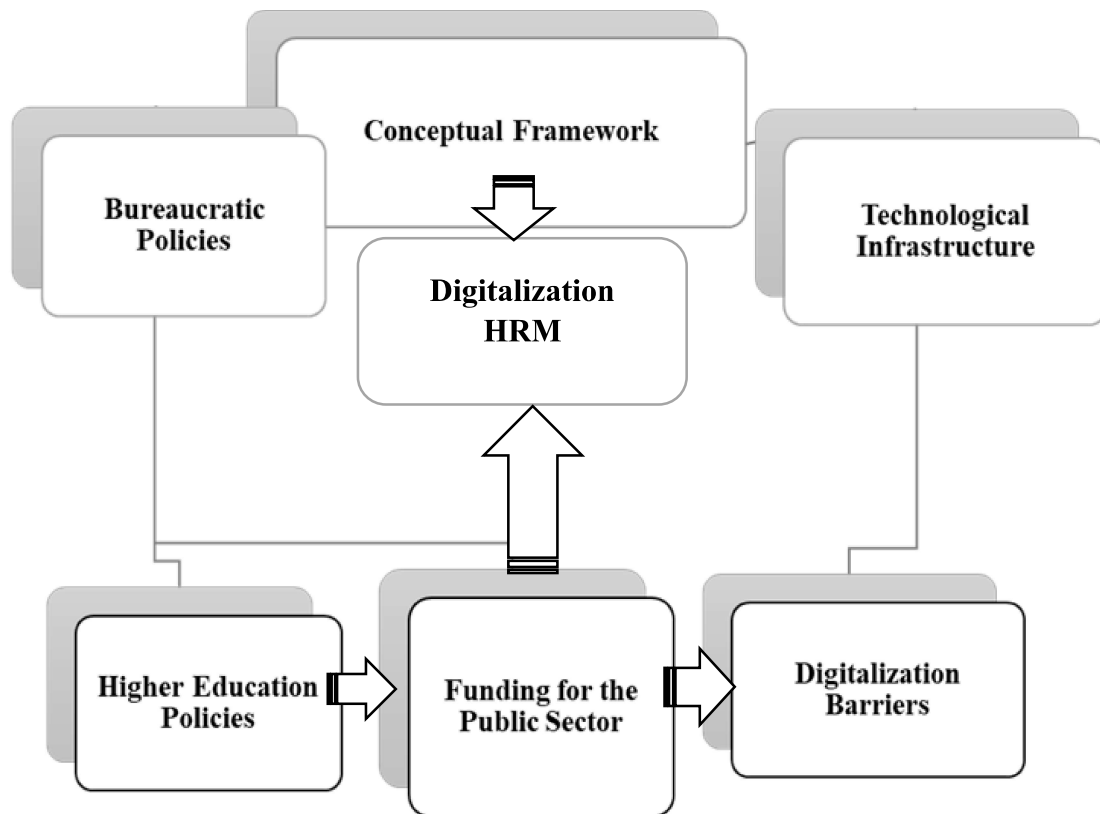 Conceptual Framework
Bureaucratic
Policies
Technological
Infrastructure
Digitalization
HRM
Higher Education
Policies
Funding for the
Public Sector
Digitalization
Barriers